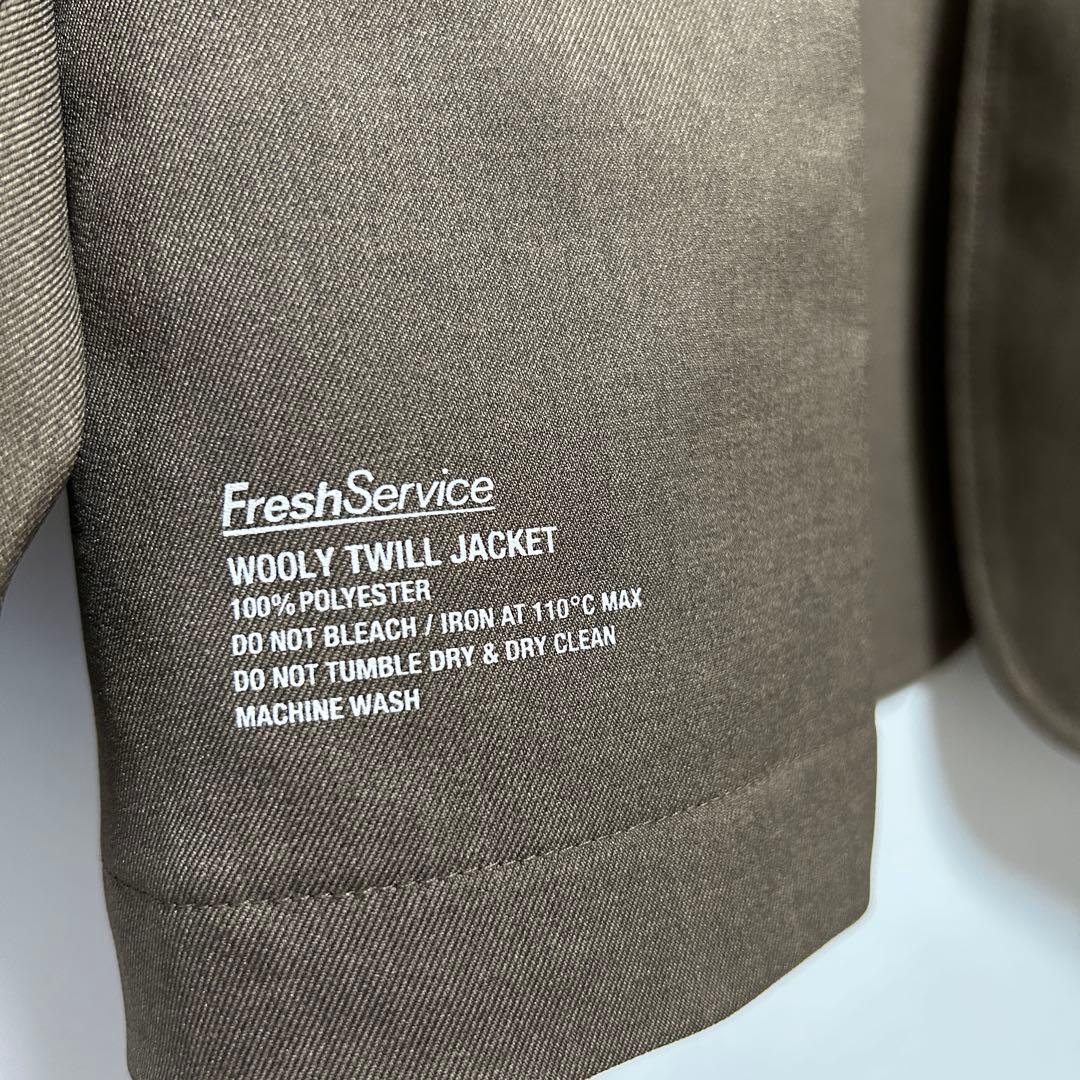 FreshService
WOOLY TWILL JACKET
100% POLYESTER
DO NOT BLEACH / IRON AT 110°C MAX
DO NOT TUMBLE DRY & DRY CLEAN
MACHINE WASH